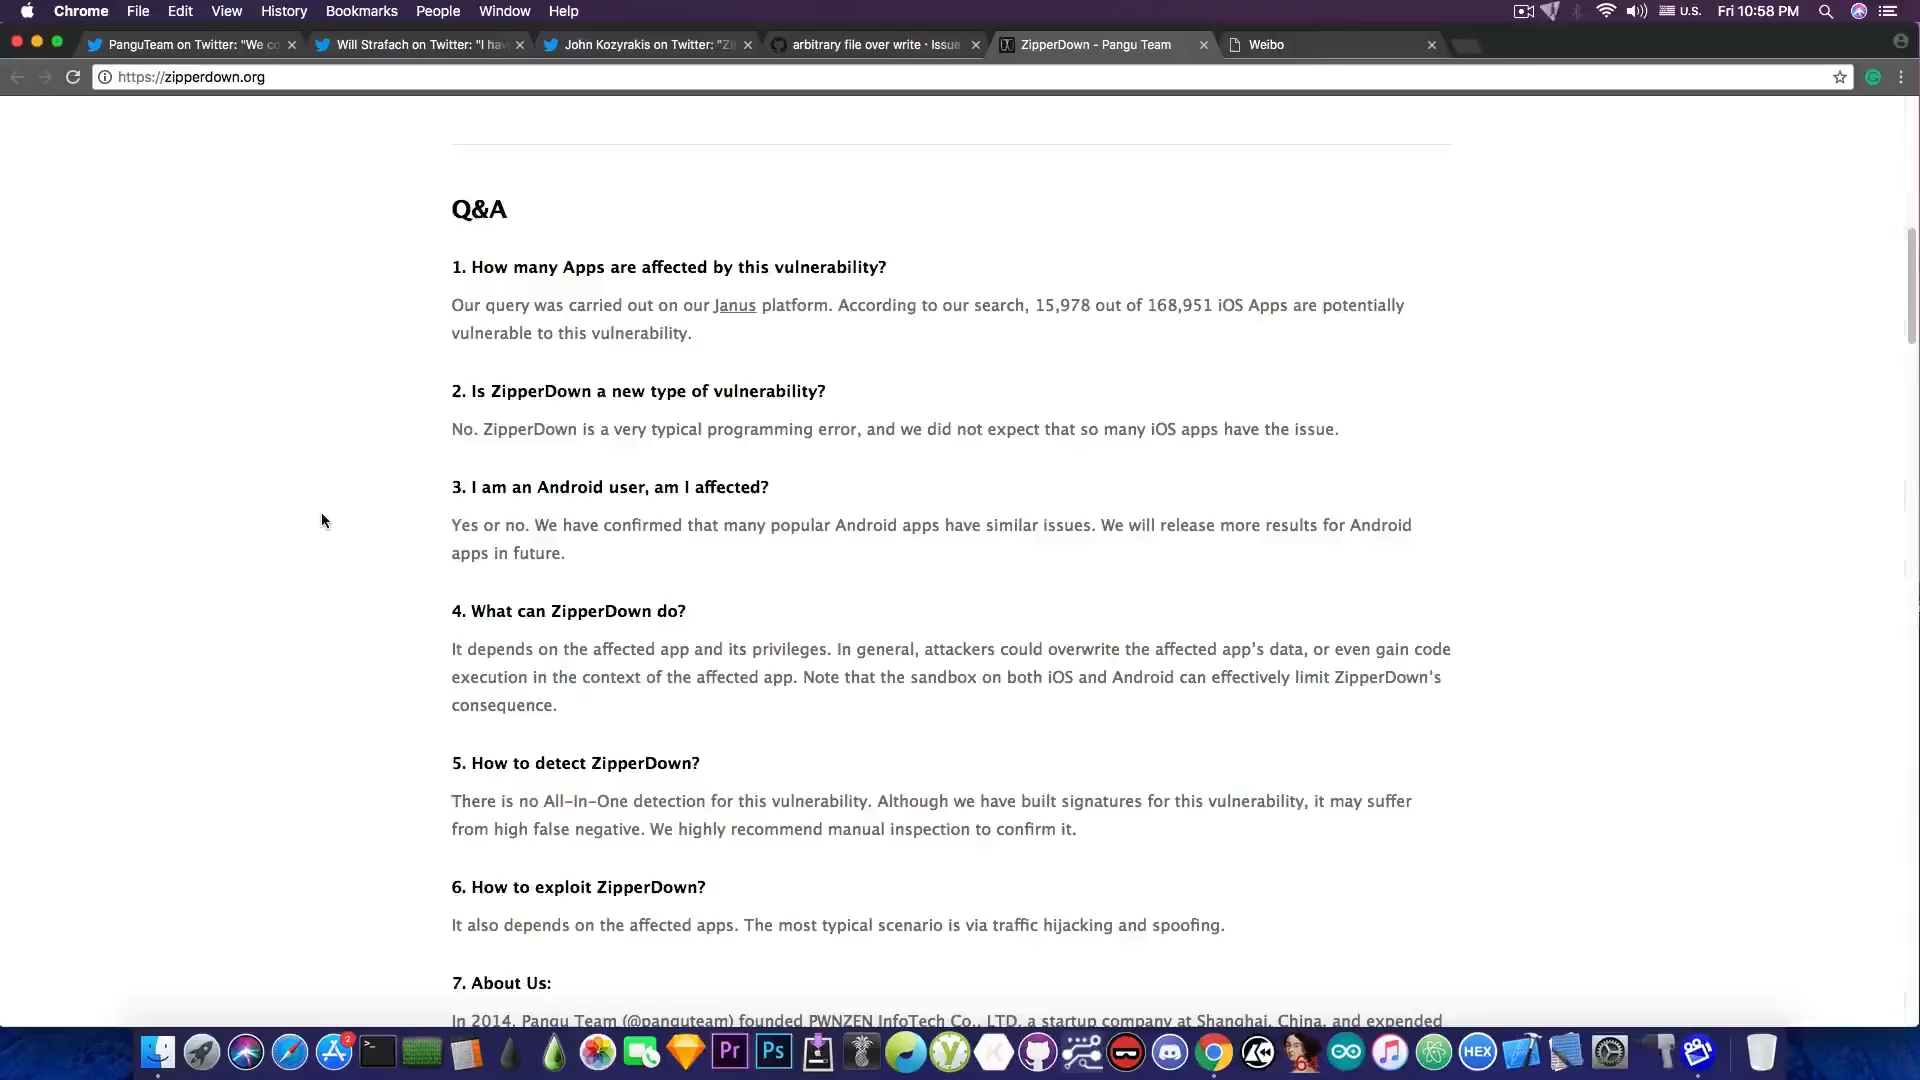 Chrome File Edit View History Bookmarks People Window Help U.S. Fri 10:58 PM
PanguTeam on Twitter: "We co
Will Strafach on Twitter: "I hav
John Kozyrakis on Twitter: "Zi
arbitrary file over write · Issue
ZipperDown - Pangu Team
Weibo
https://zipperdown.org
Q&A
1. How many Apps are affected by this vulnerability?
Our query was carried out on our Janus platform. According to our search, 15,978 out of 168,951 iOS Apps are potentially
vulnerable to this vulnerability.
2. Is ZipperDown a new type of vulnerability?
No. ZipperDown is a very typical programming error, and we did not expect that so many iOS apps have the issue.
3. I am an Android user, am I affected?
Yes or no. We have confirmed that many popular Android apps have similar issues. We will release more results for Android
apps in future.
4. What can ZipperDown do?
It depends on the affected app and its privileges. In general, attackers could overwrite the affected app's data, or even gain code
execution in the context of the affected app. Note that the sandbox on both iOS and Android can effectively limit ZipperDown's
consequence.
5. How to detect ZipperDown?
There is no All-In-One detection for this vulnerability. Although we have built signatures for this vulnerability, it may suffer
from high false negative. We highly recommend manual inspection to confirm it.
6. How to exploit ZipperDown?
It also depends on the affected apps. The most typical scenario is via traffic hijacking and spoofing.
7. About Us:
In 2014, Pangu Team (@panguteam) founded PWNZEN InfoTech Co., LTD, a startup company at Shanghai, China, and expended
2
Pr
Ps
HEX